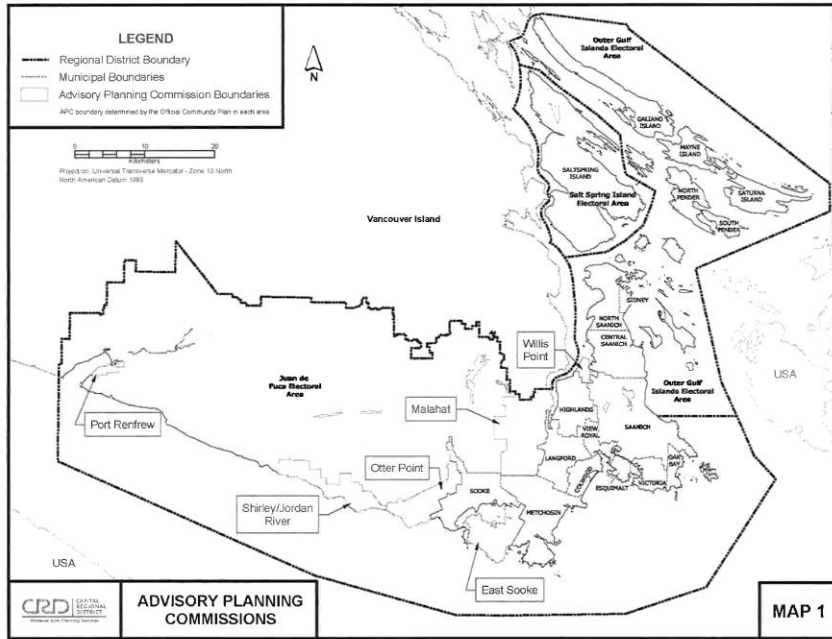 LEGEND
Regional District Boundary
Municipal Boundaries
Advisory Planning Commission Boundaries
APC boundary determined by the Official Community Plan in each area
N
0 10 20
Kilometers
Projection: Universal Transverse Mercator - Zone 10 North
North American Datum 1983
Outer Gulf
Islands Electoral
Area
GALIANO
ISLAND
MAYNE
ISLAND
SALTSPRING
ISLAND
Salt Spring Island
Electoral Area
NORTH
PENDER
SATURNA
ISLAND
SOUTH
PENDER
Vancouver Island
SIDNEY
NORTH
SAANICH
CENTRAL
SAANICH
Willis
Point
USA
Juan de
Fuca Electoral
Area
Outer Gulf
Islands Electoral
Area
Port Renfrew
Malahat
HIGHLANDS
VIEW
ROYAL
SAANICH
LANGFORD
OAK
BAY
Otter Point
COLWOOD
ESQUIMALT
VICTORIA
SOOKE
METCHOSIN
Shirley/Jordan
River
East Sooke
USA
CRD
CAPITAL
REGIONAL
DISTRICT
ADVISORY PLANNING
COMMISSIONS
MAP 1